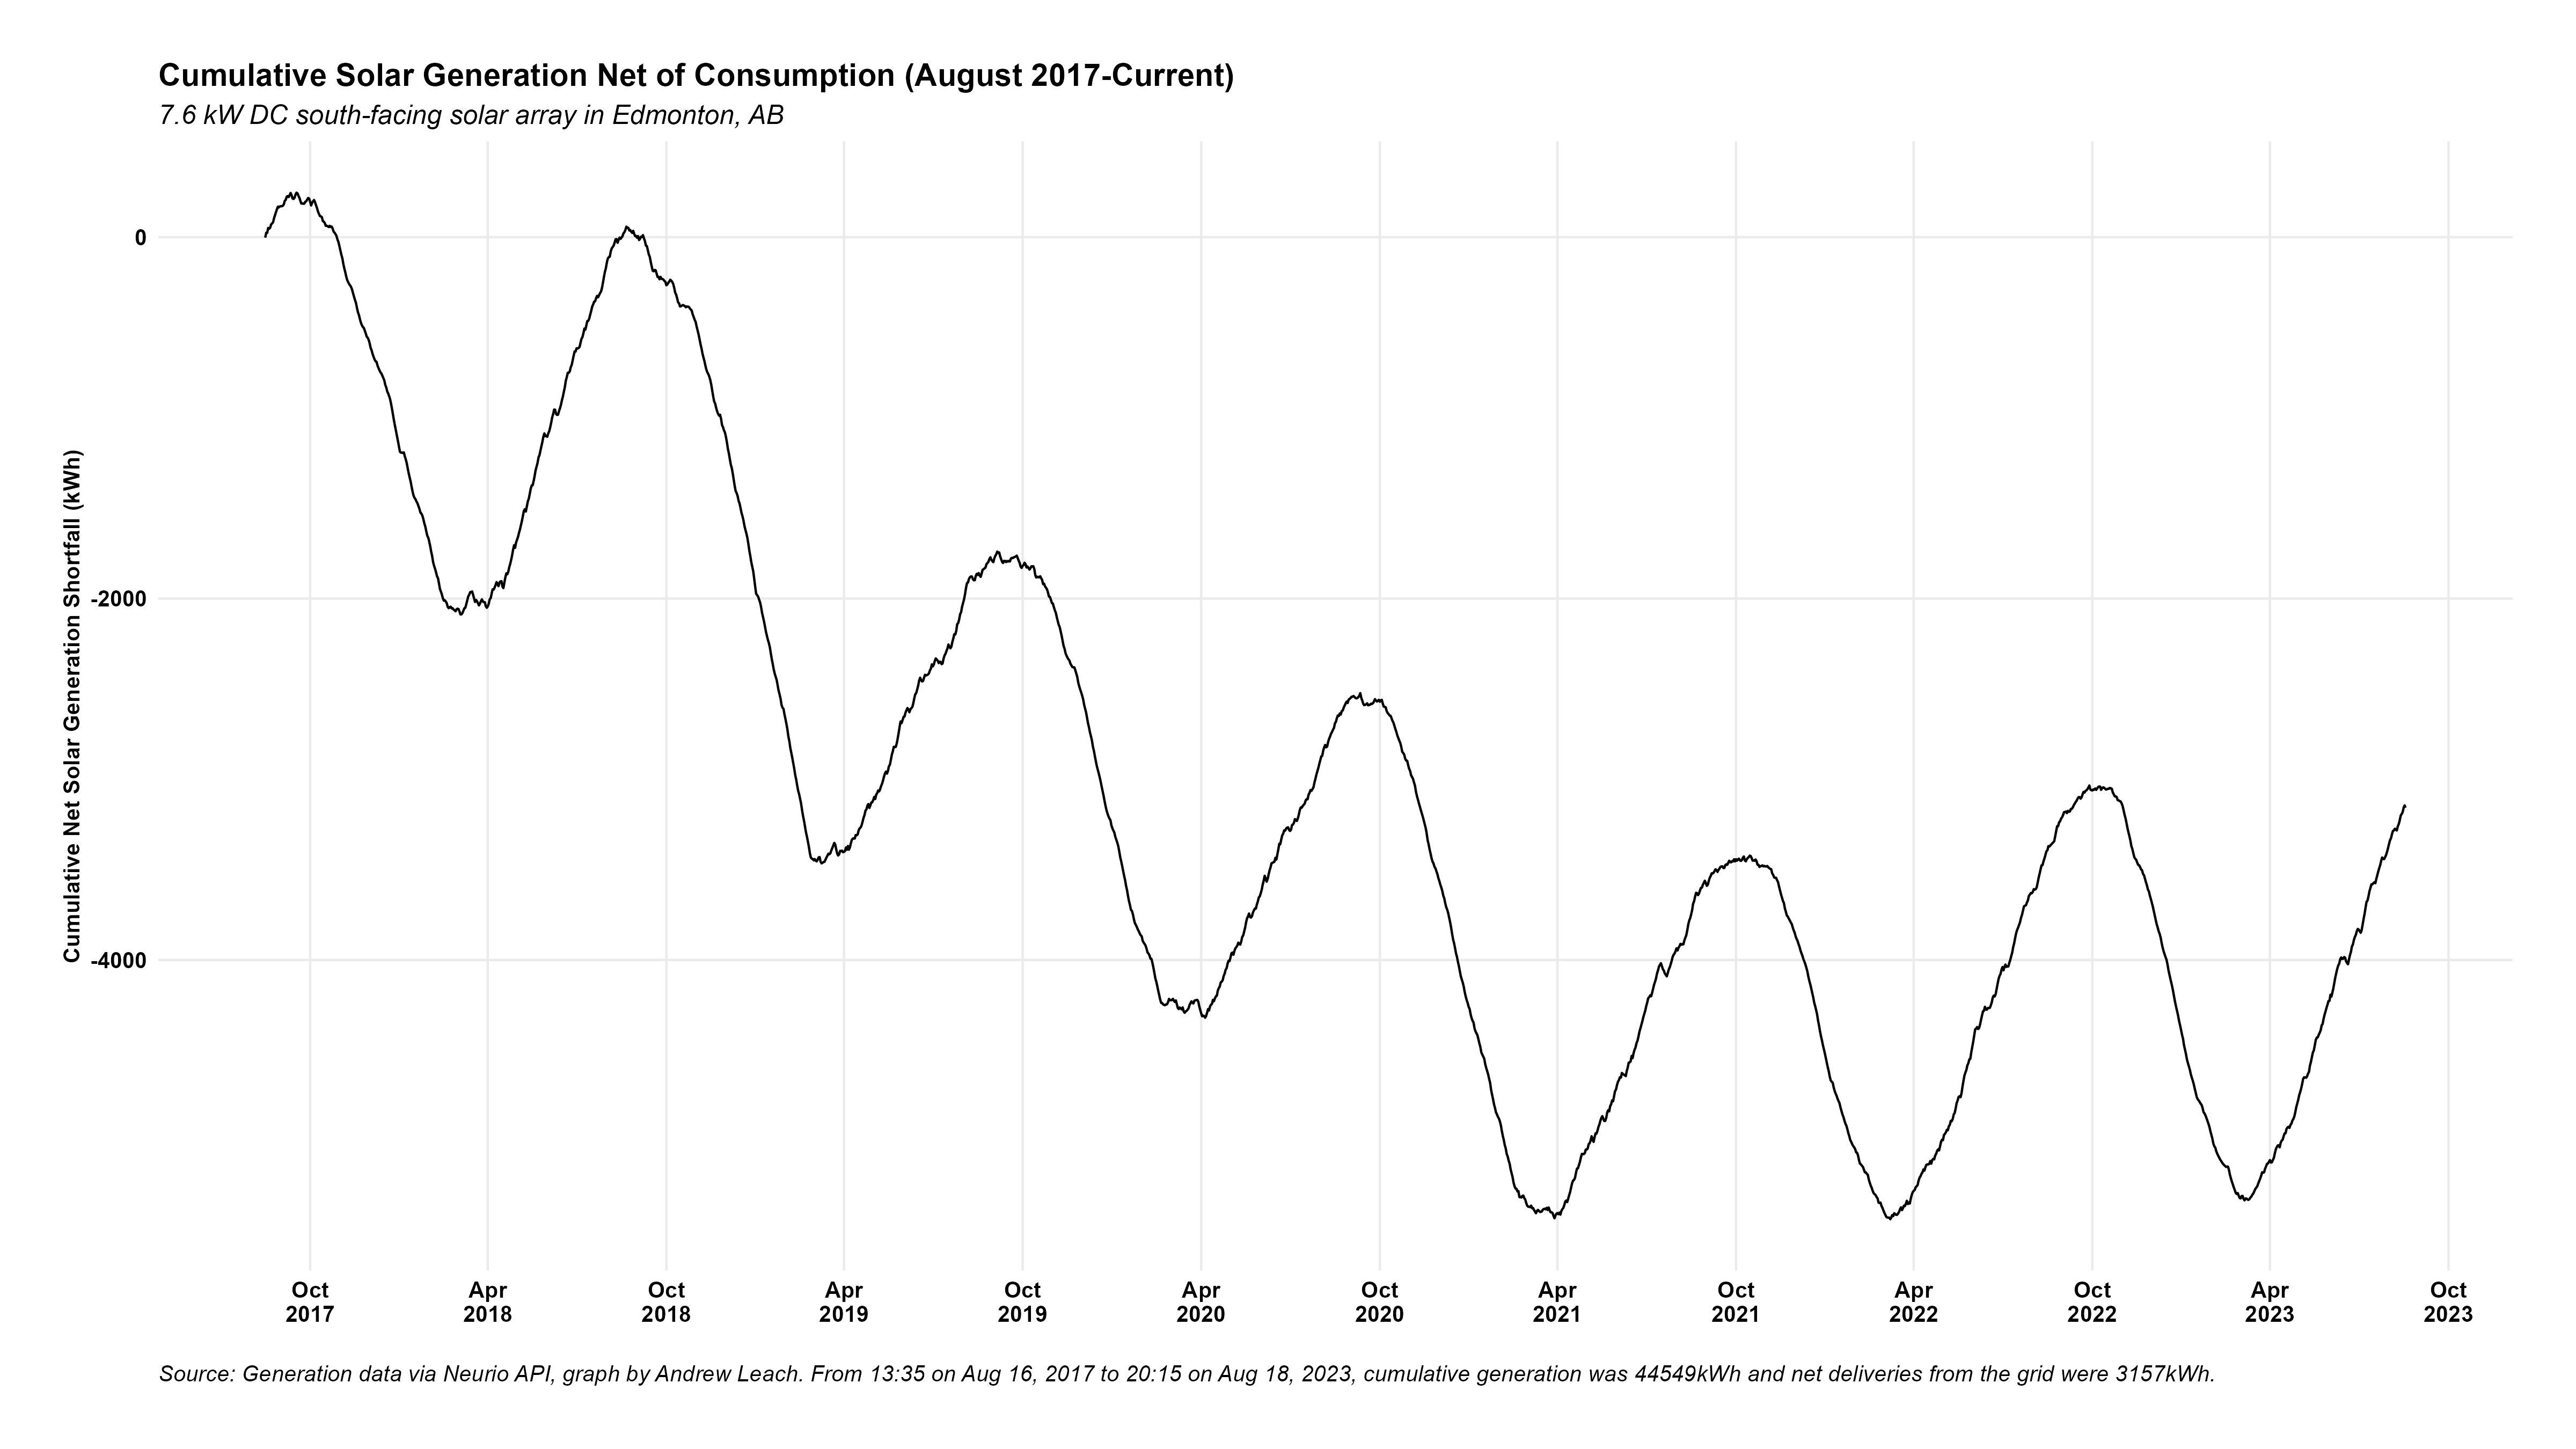 Cumulative Solar Generation Net of Consumption (August 2017-Current)
7.6 kW DC south-facing solar array in Edmonton, AB
Cumulative Net Solar Generation Shortfall (kWh)
0
-2000
-4000
Oct 2017
Apr 2018
Oct 2018
Apr 2019
Oct 2019
Apr 2020
Oct 2020
Apr 2021
Oct 2021
Apr 2022
Oct 2022
Apr 2023
Oct 2023
Source: Generation data via Neurio API, graph by Andrew Leach. From 13:35 on Aug 16, 2017 to 20:15 on Aug 18, 2023, cumulative generation was 44549kWh and net deliveries from the grid were 3157kWh.